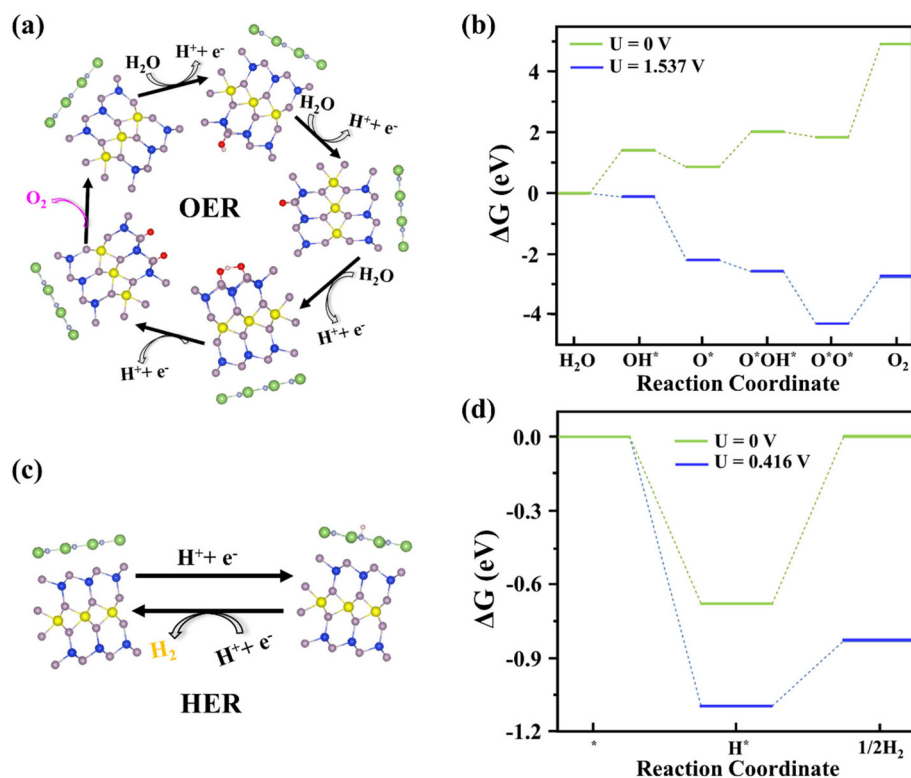 (a)
H₂O
H⁺+ e⁻
H₂O
H⁺+ e⁻
OER
O₂
H₂O
H⁺+ e⁻
H⁺+ e⁻
(b)
U = 0 V
U = 1.537 V
ΔG (eV)
4
2
0
-2
-4
H₂O OH* O* O*OH* O*O* O₂
Reaction Coordinate
(c)
H⁺+ e⁻
H₂
H⁺+ e⁻
HER
(d)
U = 0 V
U = 0.416 V
ΔG (eV)
0.0
-0.3
-0.6
-0.9
-1.2
* H* 1/2H₂
Reaction Coordinate